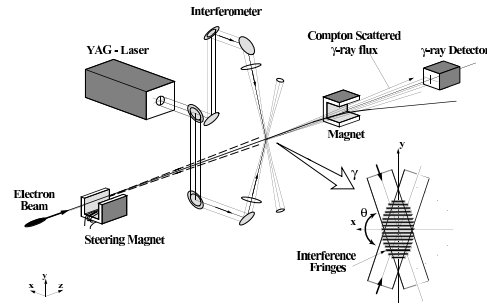 Interferometer
YAG - Laser
Compton Scattered
γ-ray flux
γ-ray Detector
Magnet
Electron
Beam
Steering Magnet
γ
y
x
θ
Interference
Fringes
y
x
z